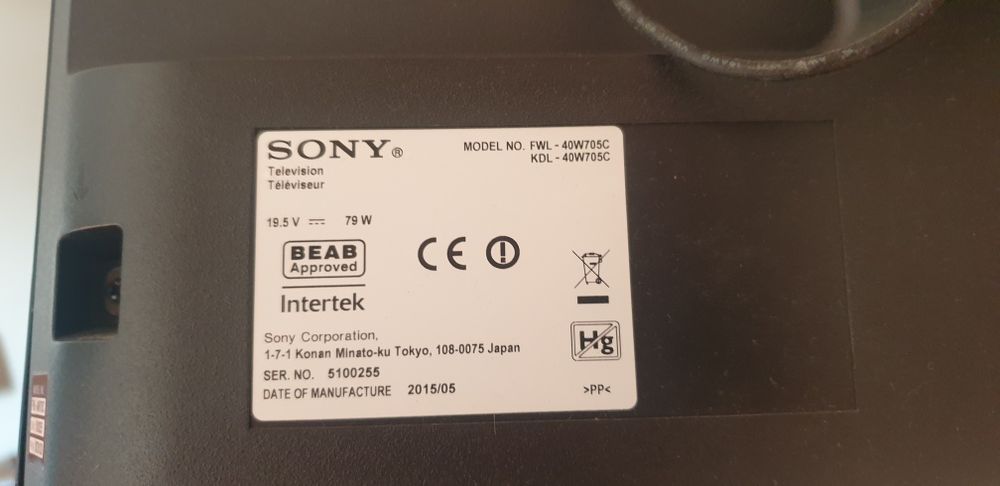 SONY®
MODEL NO. FWL - 40W705C
KDL - 40W705C
Television
Téléviseur
19.5 V ⎓ 79 W
BEAB
Approved
Intertek
CE
Hg
Sony Corporation,
1-7-1 Konan Minato-ku Tokyo, 108-0075 Japan
SER. NO. 5100255
DATE OF MANUFACTURE 2015/05
>PP<